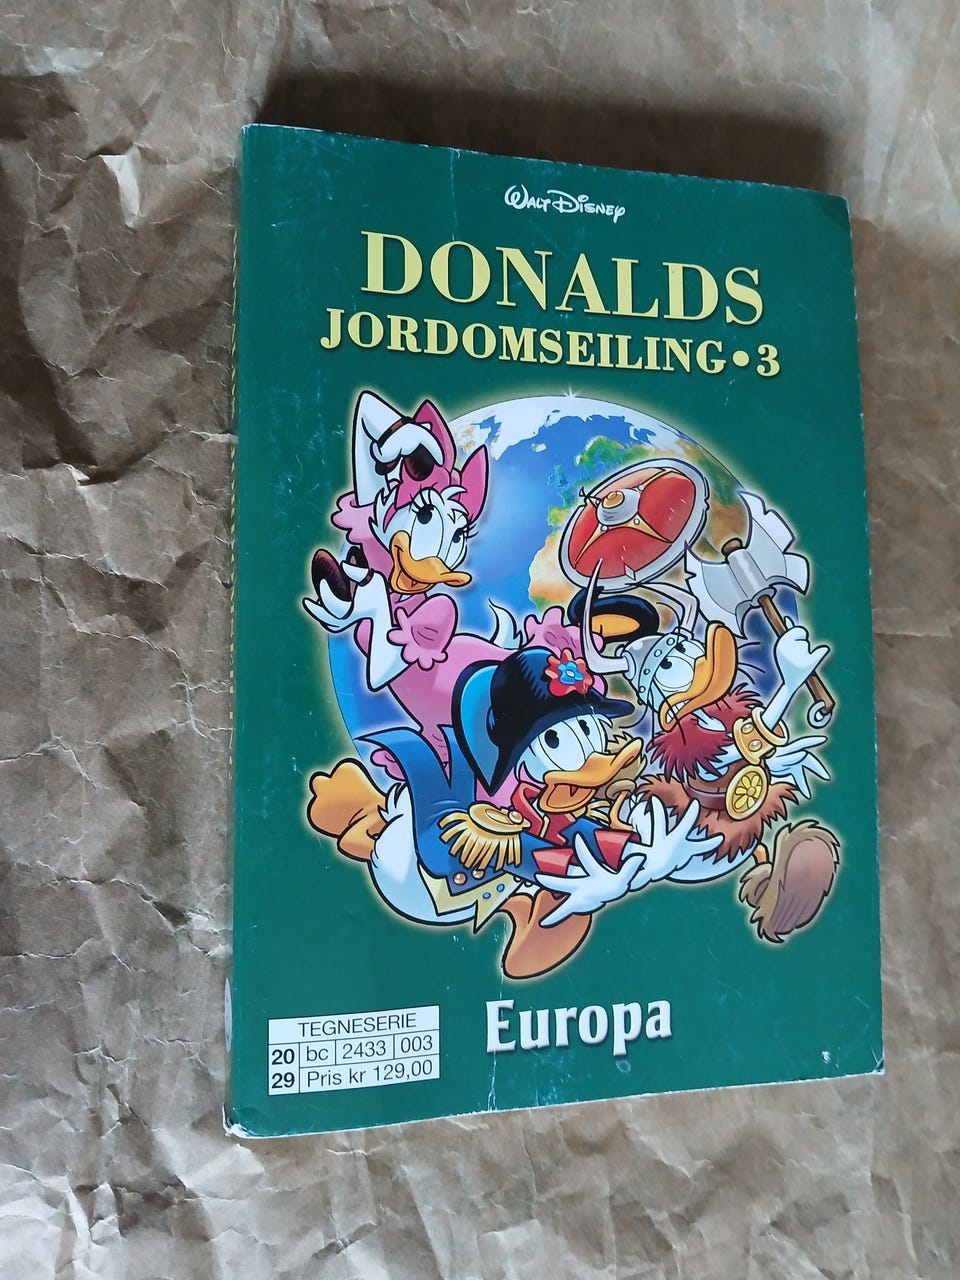 WALT DISNEY
DONALDS
JORDOMSEILING • 3
Europa
TEGNESERIE
20 bc 2433 003
29 Pris kr 129,00